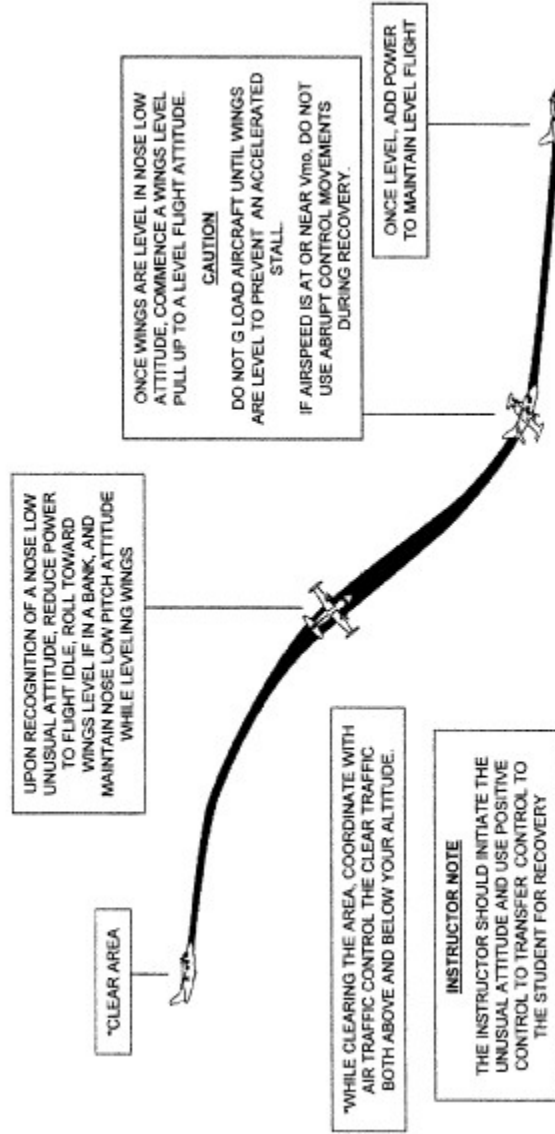 *CLEAR AREA
UPON RECOGNITION OF A NOSE LOW
UNUSUAL ATTITUDE, REDUCE POWER
TO FLIGHT IDLE, ROLL TOWARD
WINGS LEVEL IF IN A BANK, AND
MAINTAIN NOSE LOW PITCH ATTITUDE
WHILE LEVELING WINGS
ONCE WINGS ARE LEVEL IN NOSE LOW
ATTITUDE, COMMENCE A WINGS LEVEL
PULL UP TO A LEVEL FLIGHT ATTITUDE.
CAUTION
DO NOT G LOAD AIRCRAFT UNTIL WINGS
ARE LEVEL TO PREVENT AN ACCELERATED
STALL.
IF AIRSPEED IS AT OR NEAR Vmo, DO NOT
USE ABRUPT CONTROL MOVEMENTS
DURING RECOVERY.
ONCE LEVEL, ADD POWER
TO MAINTAIN LEVEL FLIGHT
*WHILE CLEARING THE AREA, COORDINATE WITH
AIR TRAFFIC CONTROL THE CLEAR TRAFFIC
BOTH ABOVE AND BELOW YOUR ALTITUDE.
INSTRUCTOR NOTE
THE INSTRUCTOR SHOULD INITIATE THE
UNUSUAL ATTITUDE AND USE POSITIVE
CONTROL TO TRANSFER CONTROL TO
THE STUDENT FOR RECOVERY